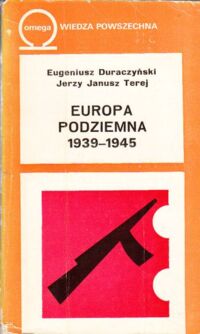 omega
WIEDZA POWSZECHNA
Eugeniusz Duraczyński
Jerzy Janusz Terej
EUROPA
PODZIEMNA
1939–1945